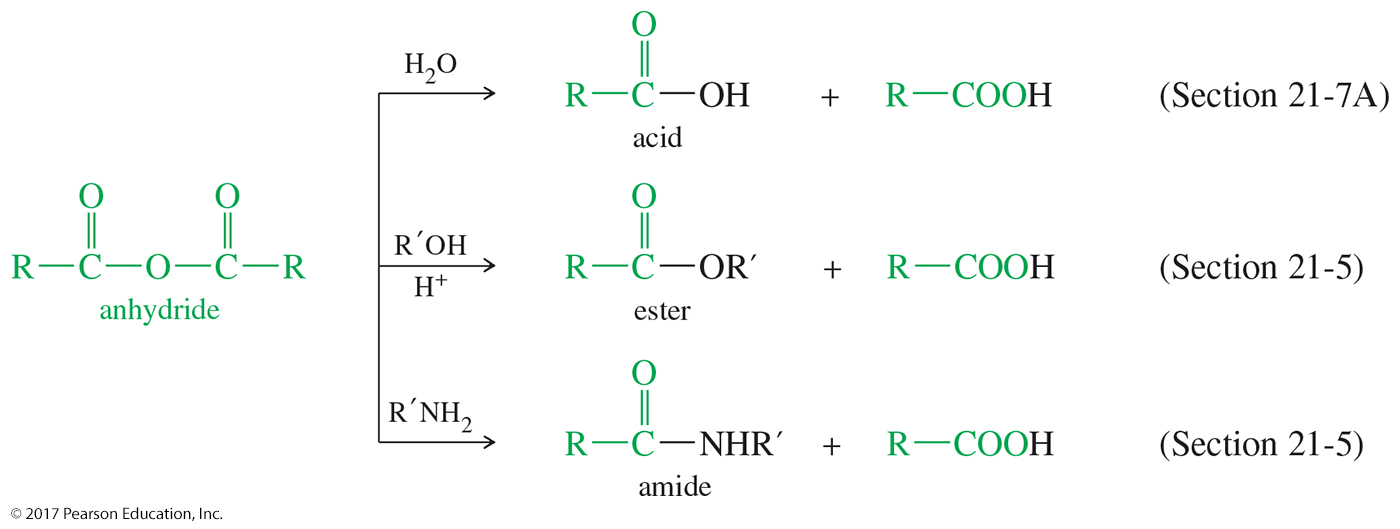 H₂O
O
R—C—OH + R—COOH (Section 21-7A)
acid
O O
R—C—O—C—R
anhydride
R′OH
H⁺
O
R—C—OR′ + R—COOH (Section 21-5)
ester
R′NH₂
O
R—C—NHR′ + R—COOH (Section 21-5)
amide
© 2017 Pearson Education, Inc.